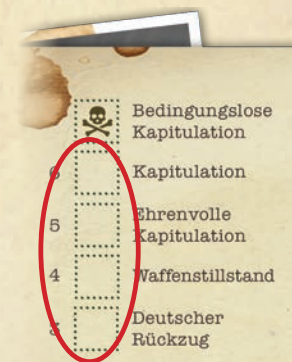 Bedingungslose
Kapitulation
6 Kapitulation
5 Ehrenvolle
Kapitulation
4 Waffenstillstand
Deutscher
Rückzug